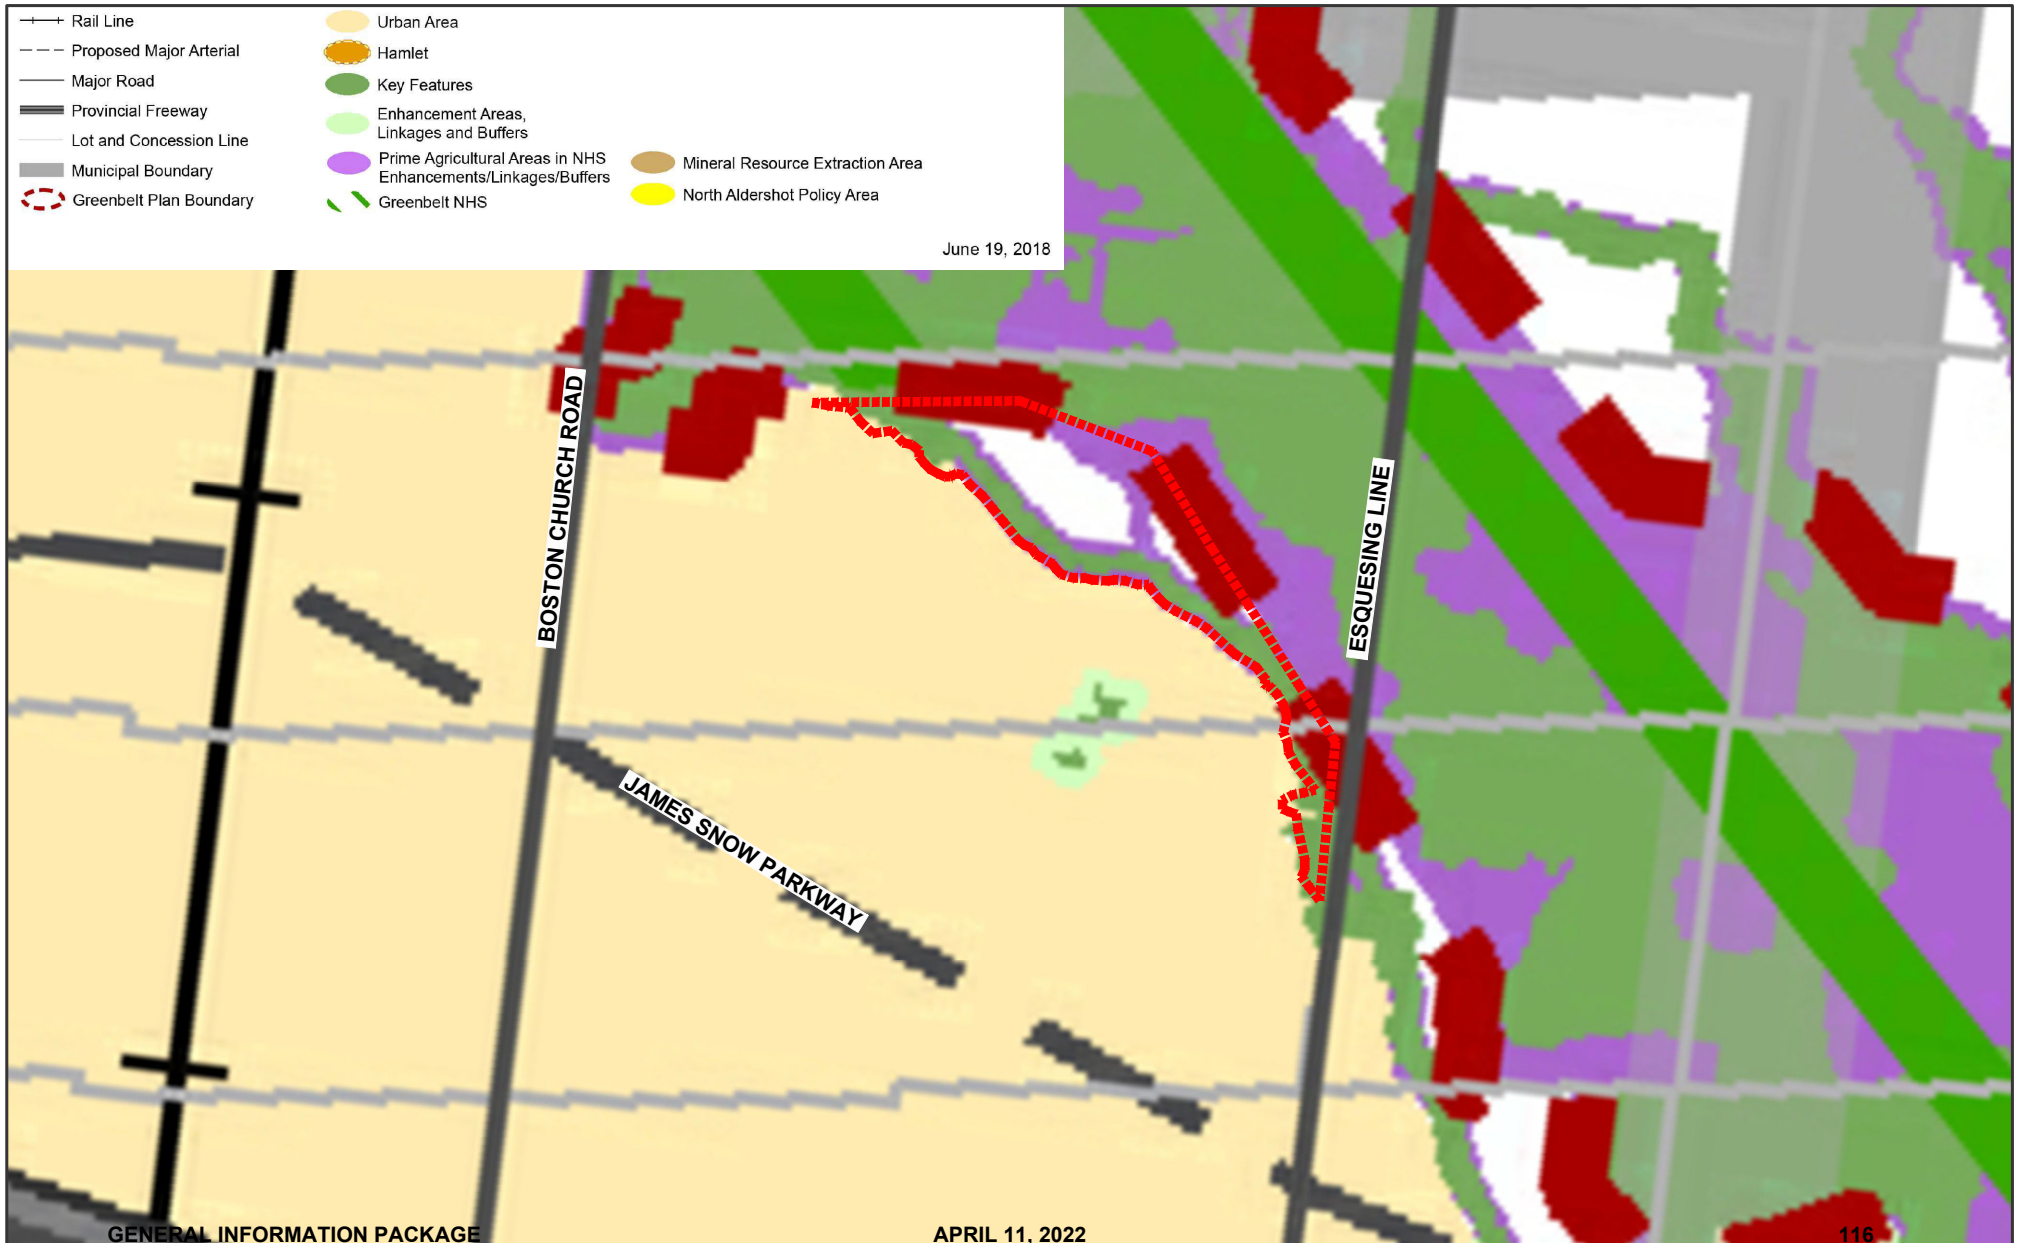 Rail Line
Proposed Major Arterial
Major Road
Provincial Freeway
Lot and Concession Line
Municipal Boundary
Greenbelt Plan Boundary
Urban Area
Hamlet
Key Features
Enhancement Areas,
Linkages and Buffers
Prime Agricultural Areas in NHS
Enhancements/Linkages/Buffers
Greenbelt NHS
Mineral Resource Extraction Area
North Aldershot Policy Area
June 19, 2018
BOSTON CHURCH ROAD
ESQUESING LINE
JAMES SNOW PARKWAY
GENERAL INFORMATION PACKAGE
APRIL 11, 2022
116